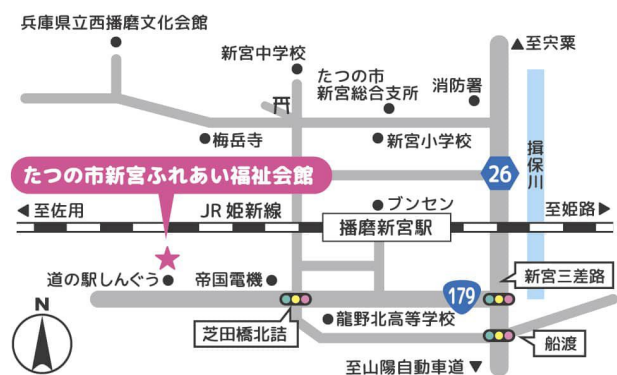 兵庫県立西播磨文化会館
新宮中学校
▲至宍粟
たつの市
新宮総合支所
消防署
梅岳寺
新宮小学校
揖保川
26
たつの市新宮ふれあい福祉会館
ブンセン
◀至佐用
JR姫新線
播磨新宮駅
至姫路▶
道の駅しんぐう
帝国電機
179
新宮三差路
芝田橋北詰
龍野北高等学校
船渡
至山陽自動車道▼
N